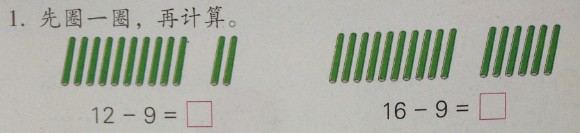 1. 先圈一圈，再计算。
12 − 9 = □
16 − 9 = □